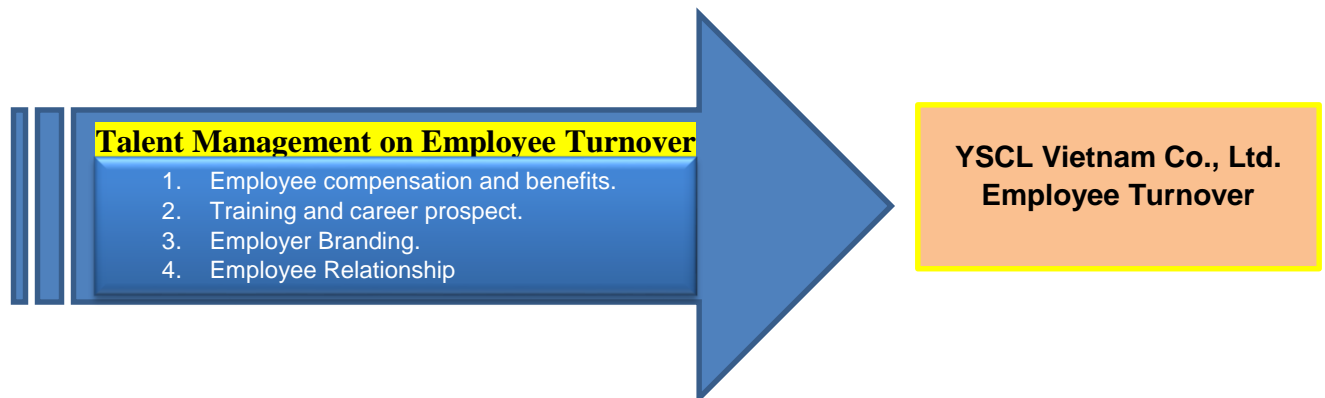 Talent Management on Employee Turnover
1. Employee compensation and benefits.
2. Training and career prospect.
3. Employer Branding.
4. Employee Relationship
YSCL Vietnam Co., Ltd.
Employee Turnover